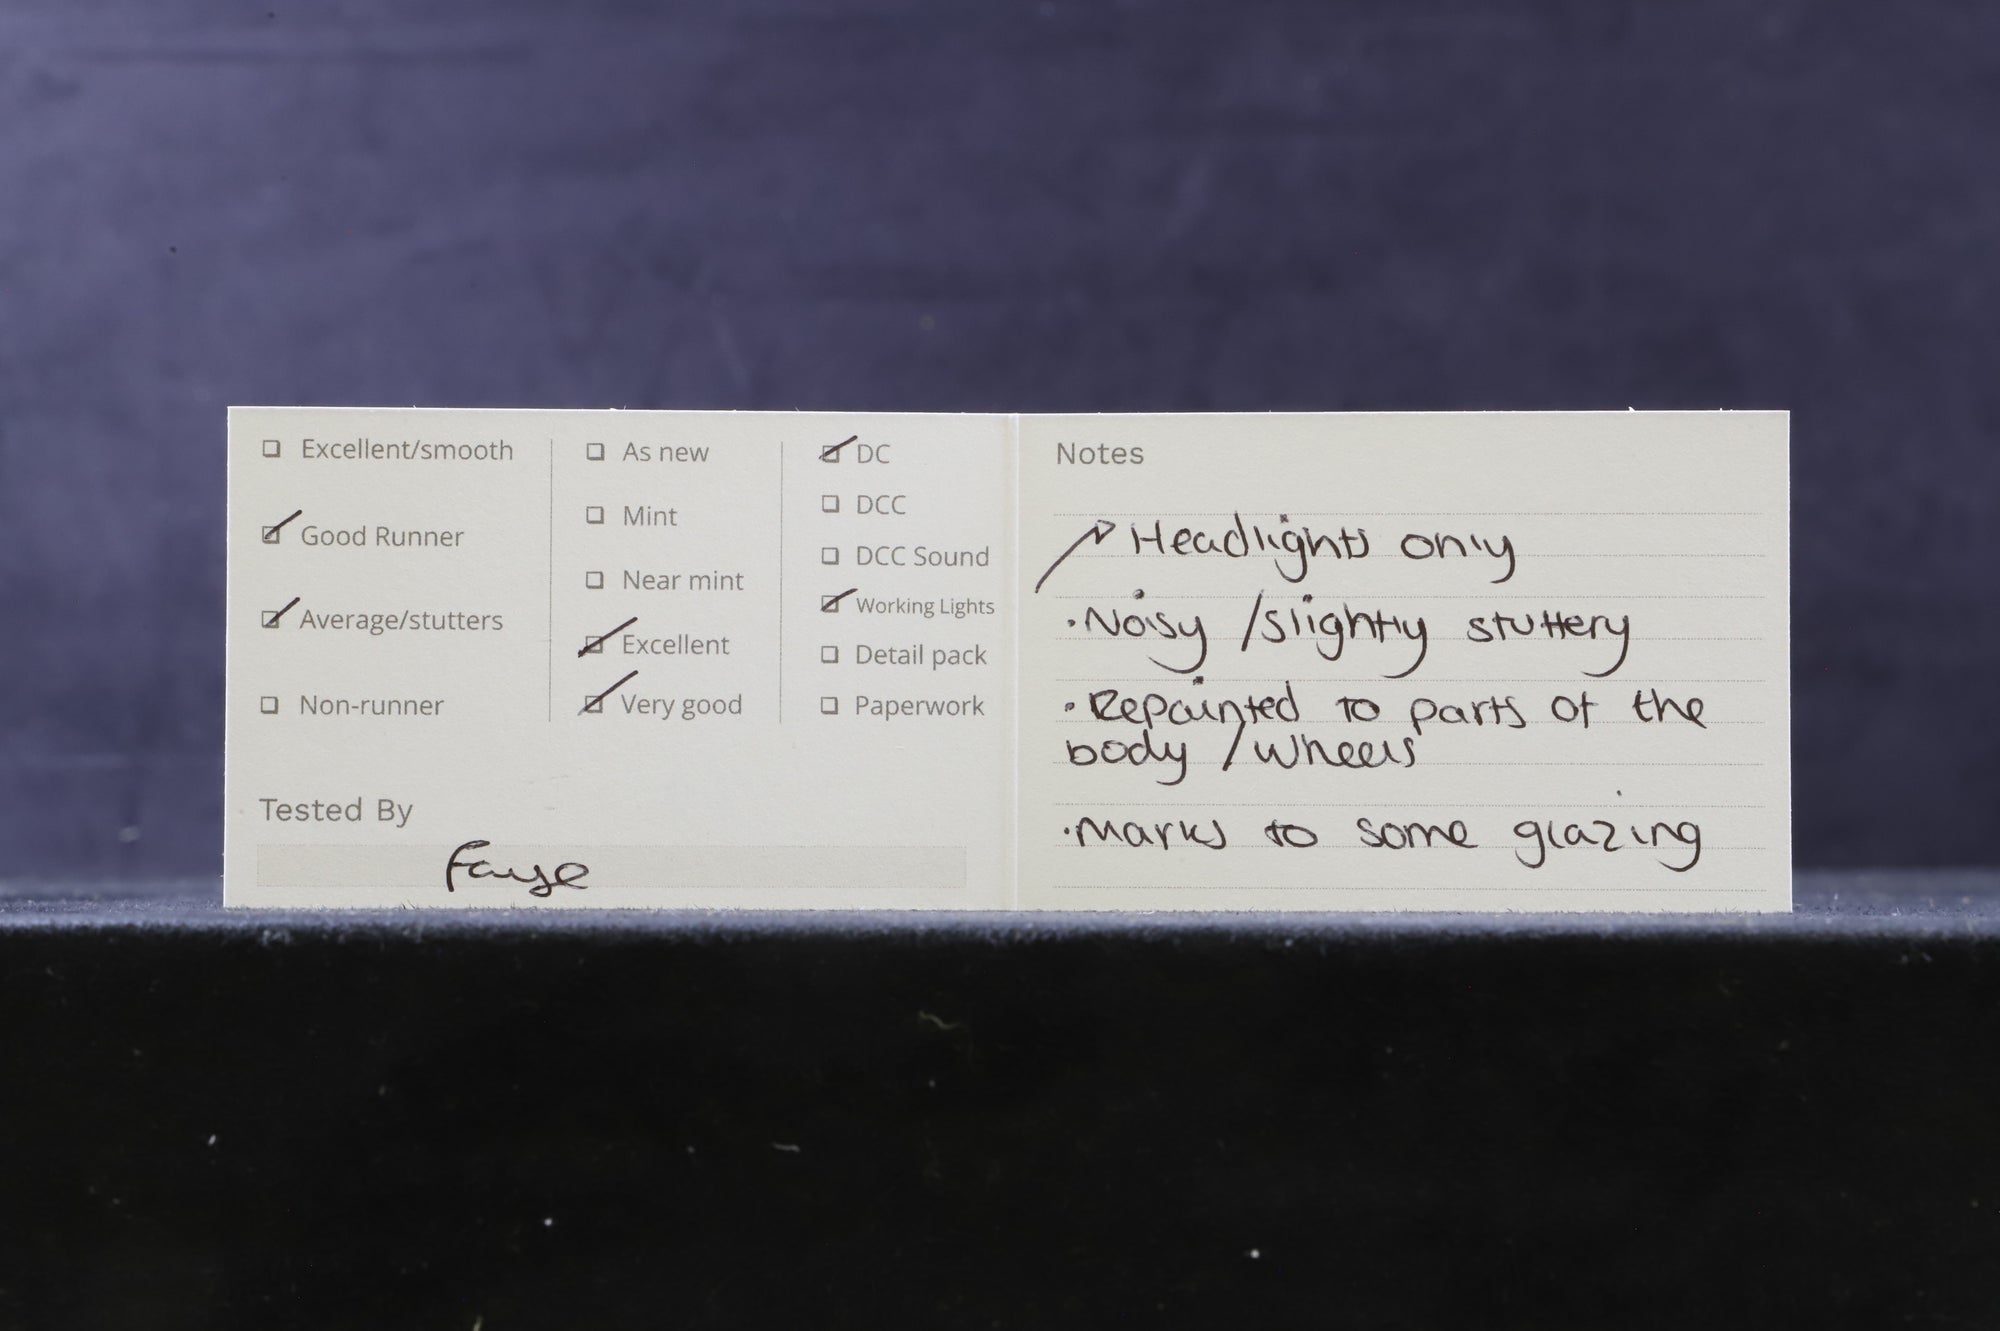 ☐ Excellent/smooth
☑ Good Runner
☑ Average/stutters
☐ Non-runner
☐ As new
☐ Mint
☐ Near mint
☑ Excellent
☑ Very good
☑ DC
☐ DCC
☐ DCC Sound
☑ Working Lights
☐ Detail pack
☐ Paperwork
Tested By
Faye
Notes
↗ Headlights only
·Noisy /slightly stuttery
·Repainted to parts of the
body /wheels
·Marks to some glazing